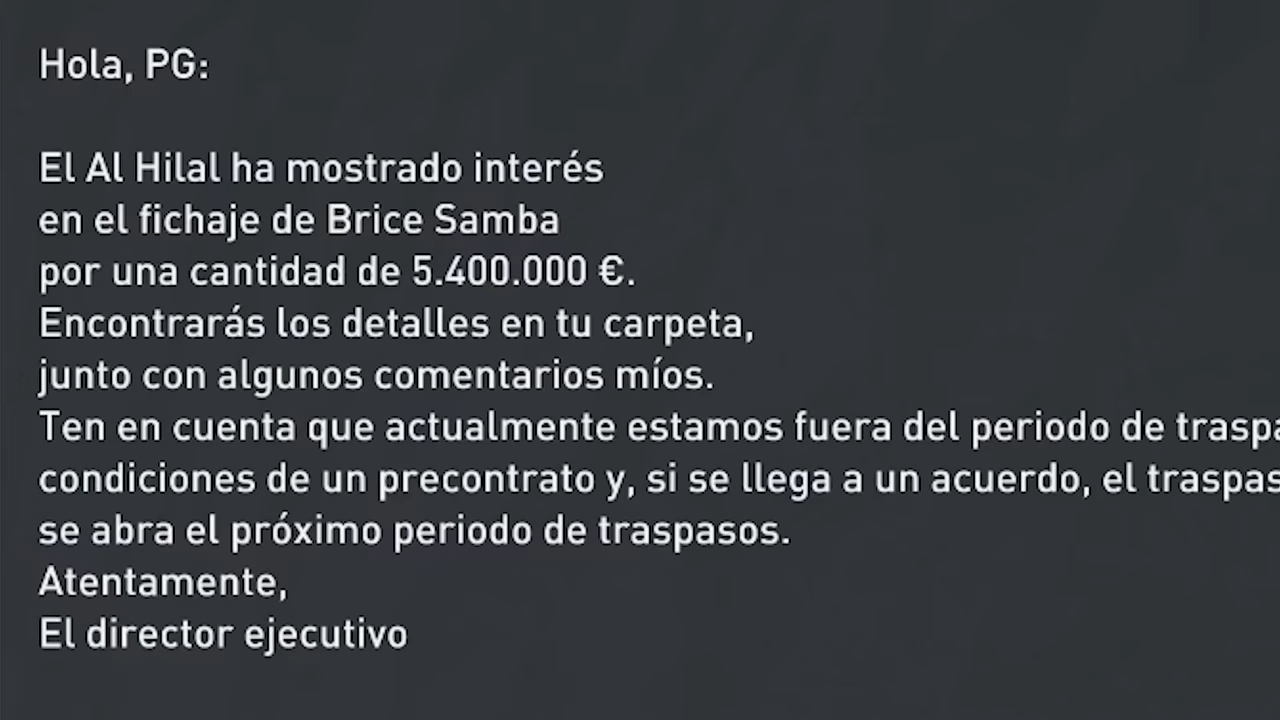 Hola, PG:
El Al Hilal ha mostrado interés
en el fichaje de Brice Samba
por una cantidad de 5.400.000 €.
Encontrarás los detalles en tu carpeta,
junto con algunos comentarios míos.
Ten en cuenta que actualmente estamos fuera del periodo de
condiciones de un precontrato y, si se llega a un acuerdo, el
se abra el próximo periodo de traspasos.
Atentamente,
El director ejecutivo